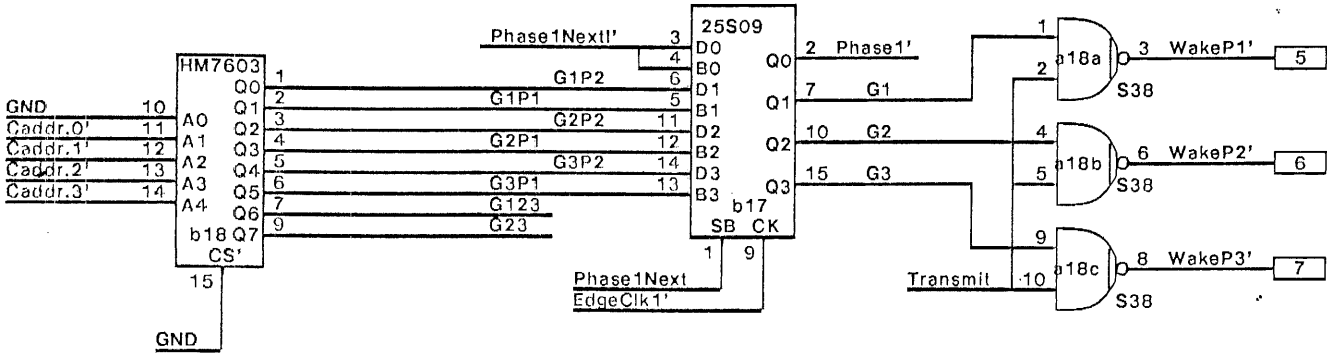 25S09
HM7603
Phase1NextI'
3
D0
4
B0
Q0
2
Phase1'
1
a18a
3
WakeP1'
5
2
S38
Q0
1
G1P2
6
D1
Q1
7
G1
Q1
2
G1P1
5
B1
GND
10
A0
Q2
3
G2P2
11
D2
Q2
10
G2
4
a18b
6
WakeP2'
6
5
S38
Caddr.0'
11
A1
Q3
4
G2P1
12
B2
Caddr.1'
12
A2
Q4
5
G3P2
14
D3
Q3
15
G3
Caddr.2'
13
A3
Q5
6
G3P1
13
B3
Caddr.3'
14
A4
Q6
7
G123
b17
b18
Q7
9
G23
SB
CK
9
a18c
8
WakeP3'
7
10
S38
CS'
15
1
9
Phase1Next
Transmit
EdgeClk1'
GND